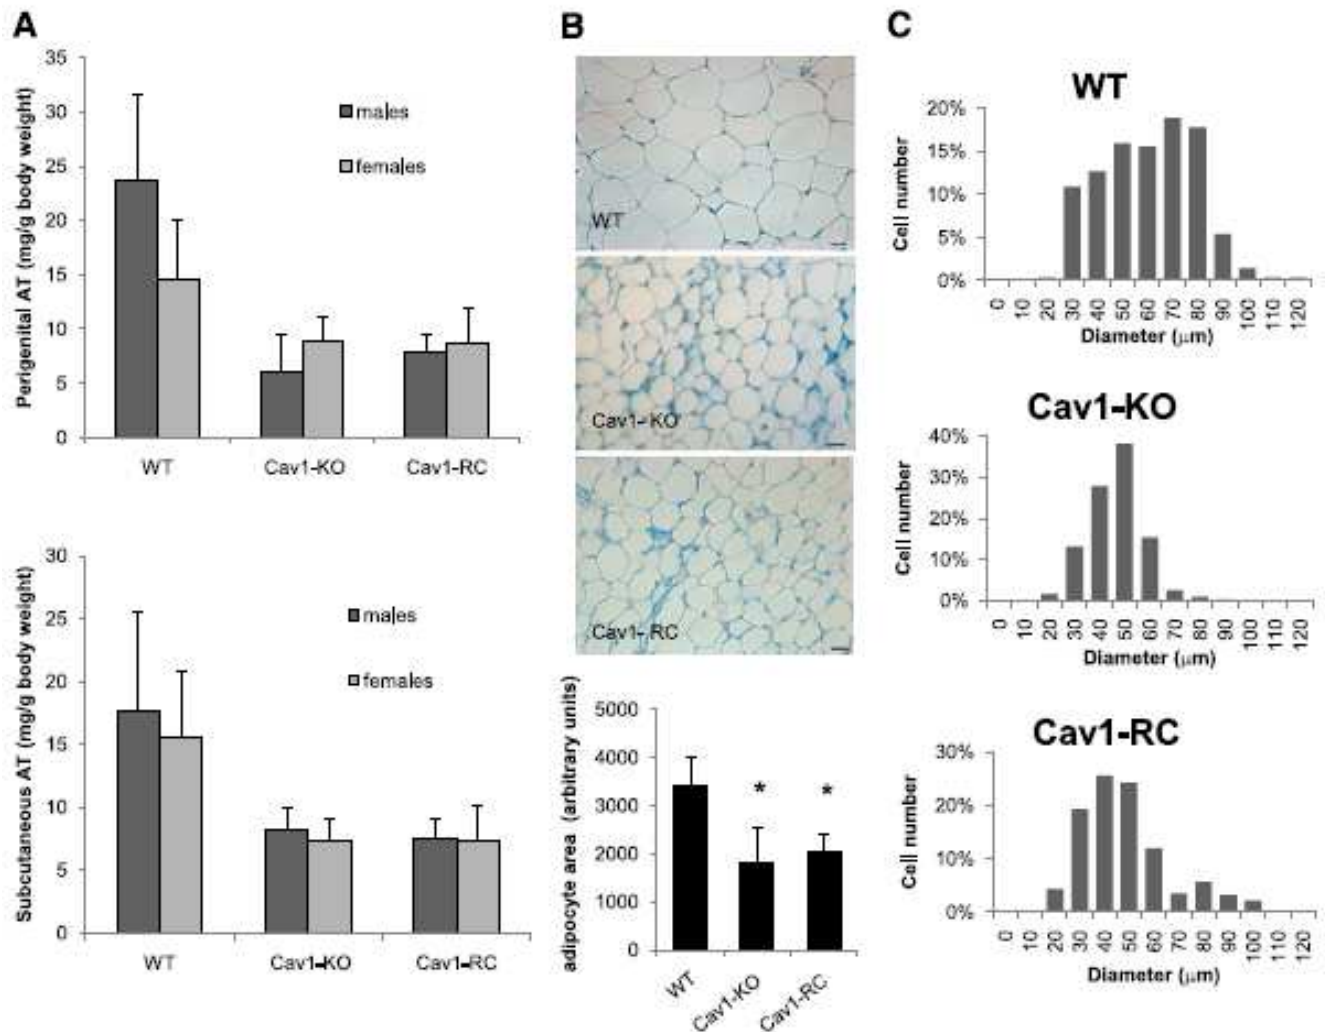 A
35
30
25
20
15
10
5
0
Perigenital AT (mg/g body weight)
males
females
WT
Cav1-KO
Cav1-RC
30
25
20
15
10
5
0
Subcutaneous AT (mg/g body weight)
males
females
WT
Cav1-KO
Cav1-RC
B
WT
Cav1-KO
Cav1-RC
5000
4000
3000
2000
1000
0
adipocyte area (arbitrary units)
*
*
WT
Cav1-KO
Cav1-RC
C
WT
20%
15%
10%
5%
0%
Cell number
0 10 20 30 40 50 60 70 80 90 100 110 120
Diameter (μm)
Cav1-KO
40%
30%
20%
10%
0%
Cell number
0 10 20 30 40 50 60 70 80 90 100 110 120
Diameter (μm)
Cav1-RC
30%
20%
10%
0%
Cell number
0 10 20 30 40 50 60 70 80 90 100 110 120
Diameter (μm)